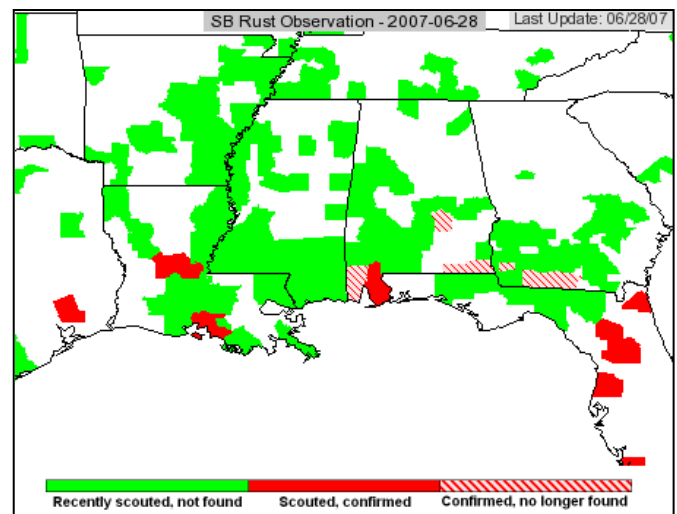 SB Rust Observation - 2007-06-28
Last Update: 06/28/07
Recently scouted, not found
Scouted, confirmed
Confirmed, no longer found